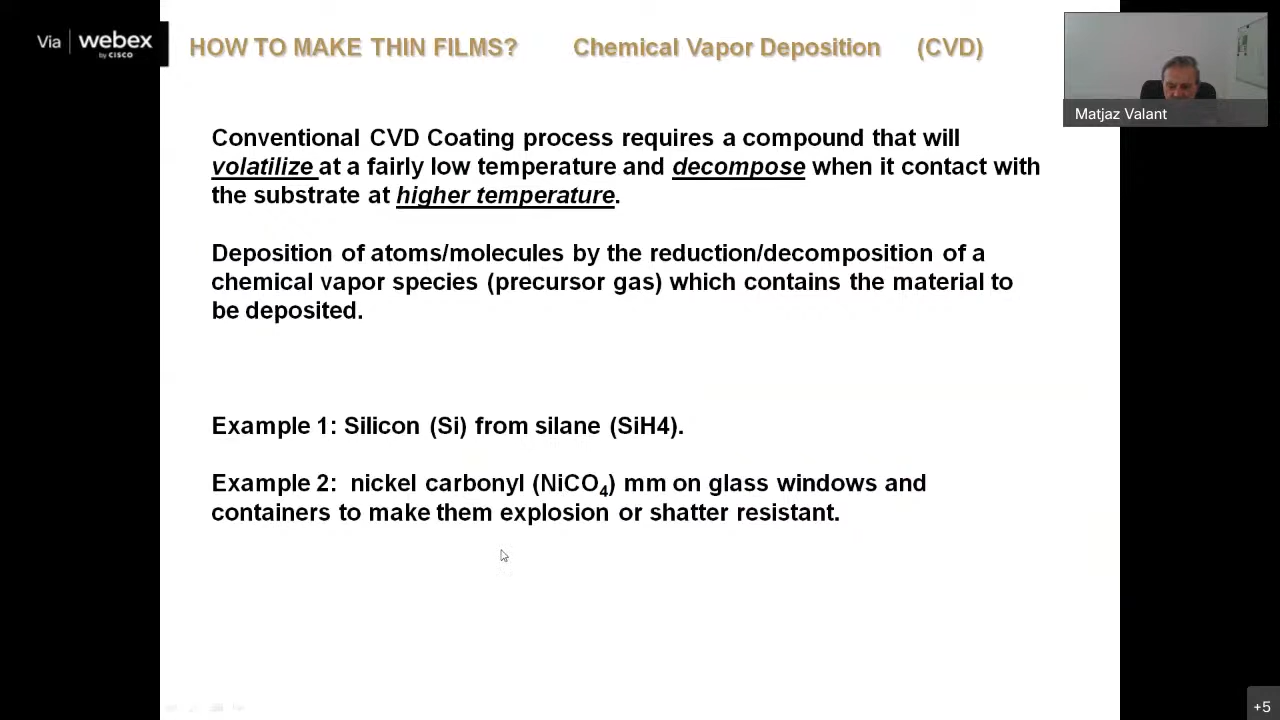 Via webex
by CISCO
HOW TO MAKE THIN FILMS? Chemical Vapor Deposition (CVD)
Matjaz Valant
Conventional CVD Coating process requires a compound that will
volatilize at a fairly low temperature and decompose when it contact with
the substrate at higher temperature.
Deposition of atoms/molecules by the reduction/decomposition of a
chemical vapor species (precursor gas) which contains the material to
be deposited.
Example 1: Silicon (Si) from silane (SiH4).
Example 2: nickel carbonyl (NiCO₄) mm on glass windows and
containers to make them explosion or shatter resistant.
+5